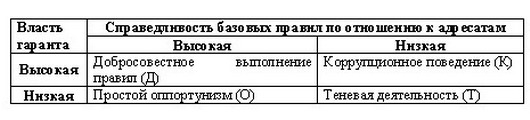 Власть гаранта
Справедливость базовых правил по отношению к адресатам
Высокая
Низкая
Высокая
Добросовестное выполнение
правил (Д)
Коррупционное поведение (К)
Низкая
Простой оппортунизм (О)
Теневая деятельность (Т)